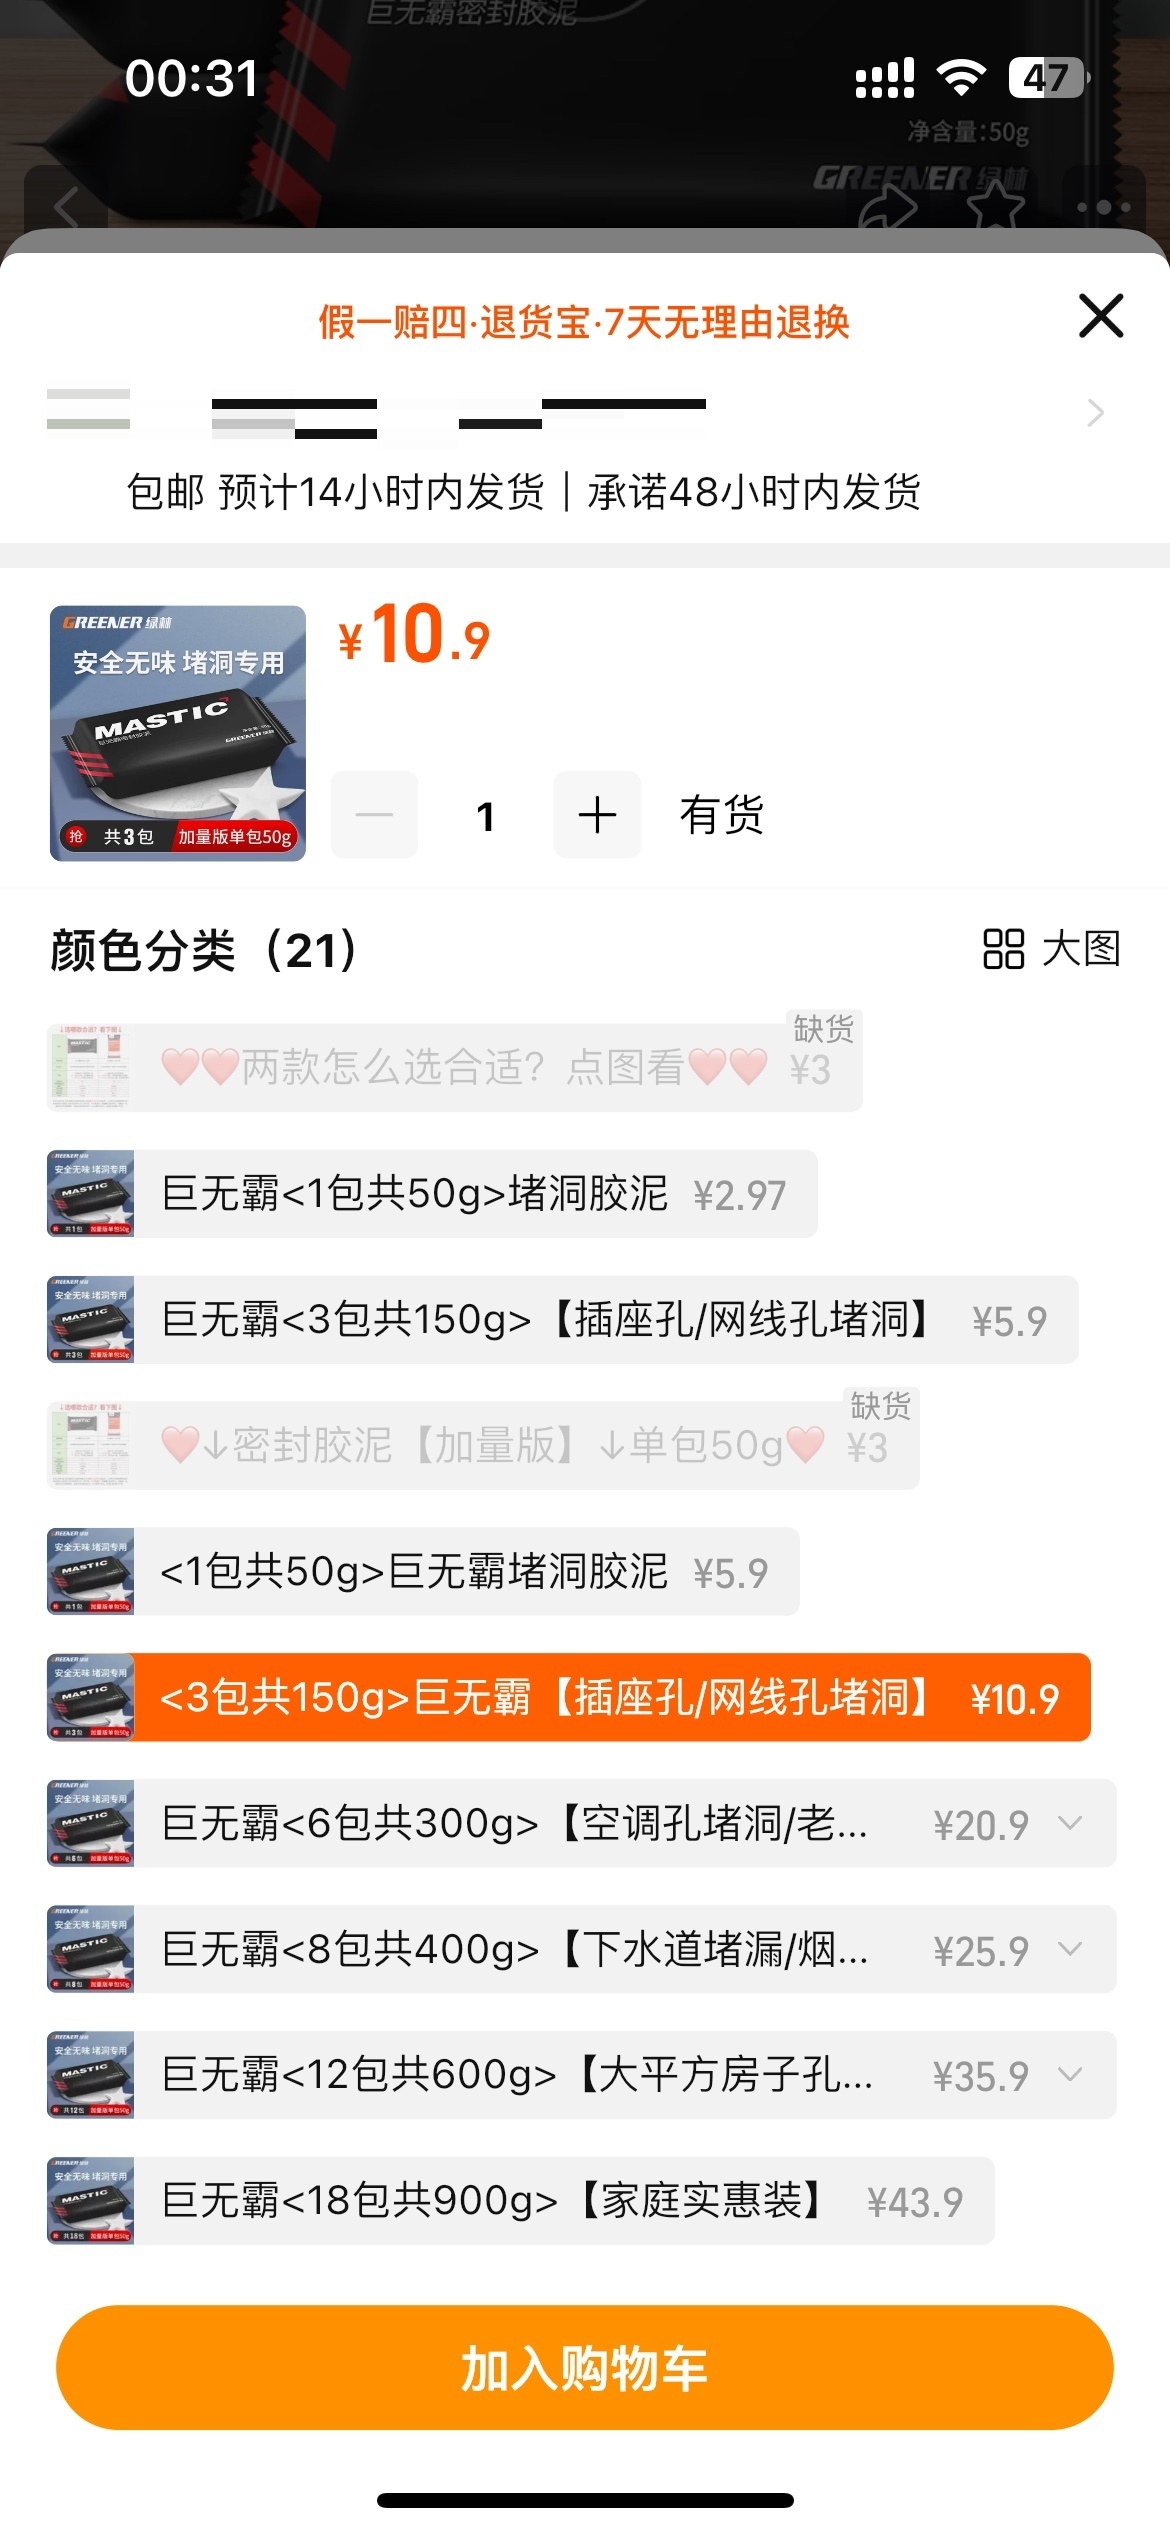 巨无霸密封胶泥
00:31
47
净含量:50g
GREENER 绿林
假一赔四·退货宝·7天无理由退换
包邮 预计14小时内发货｜承诺48小时内发货
GREENER 绿林
安全无味 堵洞专用
MASTIC
抢 共3包 加量版单包50g
¥10.9
1
有货
颜色分类（21）
大图
缺货
❤️❤️两款怎么选合适？点图看❤️❤️ ¥3
巨无霸<1包共50g>堵洞胶泥 ¥2.97
巨无霸<3包共150g>【插座孔/网线孔堵洞】 ¥5.9
缺货
❤️↓密封胶泥【加量版】↓单包50g❤️ ¥3
<1包共50g>巨无霸堵洞胶泥 ¥5.9
<3包共150g>巨无霸【插座孔/网线孔堵洞】 ¥10.9
巨无霸<6包共300g>【空调孔堵洞/老... ¥20.9
巨无霸<8包共400g>【下水道堵漏/烟... ¥25.9
巨无霸<12包共600g>【大平方房子孔... ¥35.9
巨无霸<18包共900g>【家庭实惠装】 ¥43.9
加入购物车